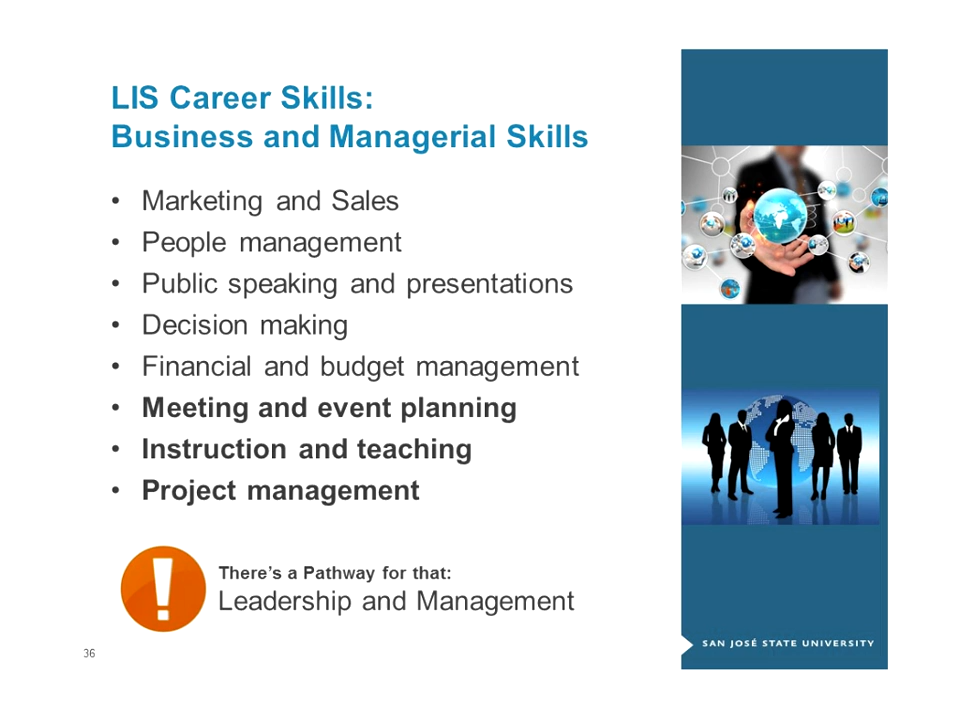 LIS Career Skills:
Business and Managerial Skills
• Marketing and Sales
• People management
• Public speaking and presentations
• Decision making
• Financial and budget management
• Meeting and event planning
• Instruction and teaching
• Project management
There's a Pathway for that:
Leadership and Management
36
SAN JOSÉ STATE UNIVERSITY